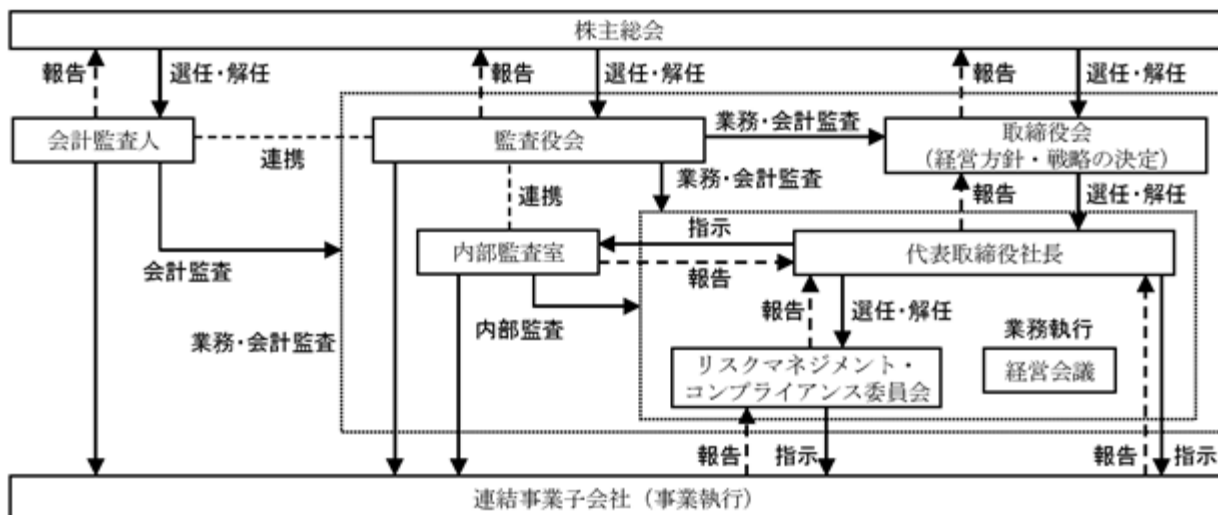 株主総会
報告
選任・解任
報告
選任・解任
報告
選任・解任
会計監査人
連携
監査役会
業務・会計監査
取締役会
(経営方針・戦略の決定)
業務・会計監査
報告
選任・解任
連携
指示
内部監査室
代表取締役社長
報告
会計監査
内部監査
報告
選任・解任
業務執行
業務・会計監査
リスクマネジメント・
コンプライアンス委員会
経営会議
報告
指示
報告
指示
連結事業子会社(事業執行)